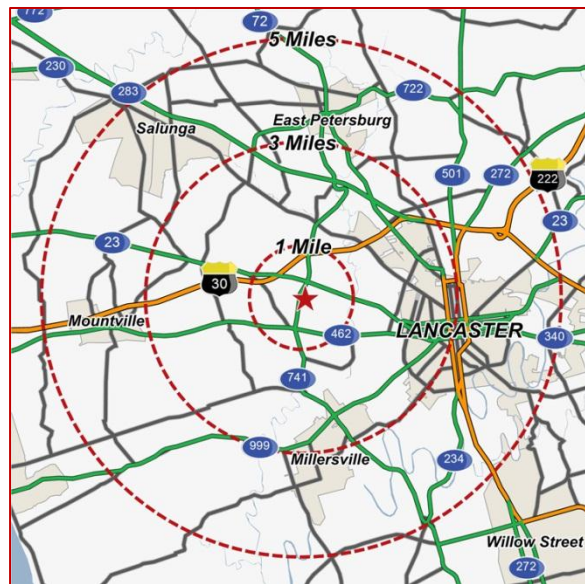 772
72
5 Miles
230
283
722
East Petersburg
Salunga
3 Miles
501
272
222
23
23
1 Mile
30
Mountville
462
LANCASTER
340
741
999
Millersville
234
Willow Street
272